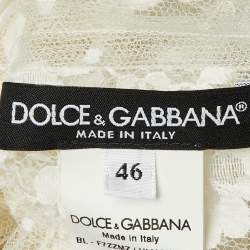 DOLCE & GABBANA®
MADE IN ITALY
46
DOLCE & GABBANA
Made in Italy